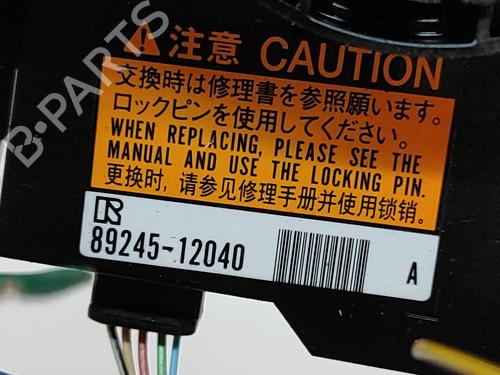 注意 CAUTION
交換時は修理書を参照願います。
ロックピンを使用してください。
WHEN REPLACING, PLEASE SEE THE
MANUAL AND USE THE LOCKING PIN.
更换时, 请参见修理手册并使用锁销。
R
89245-12040
A
B-PARTS